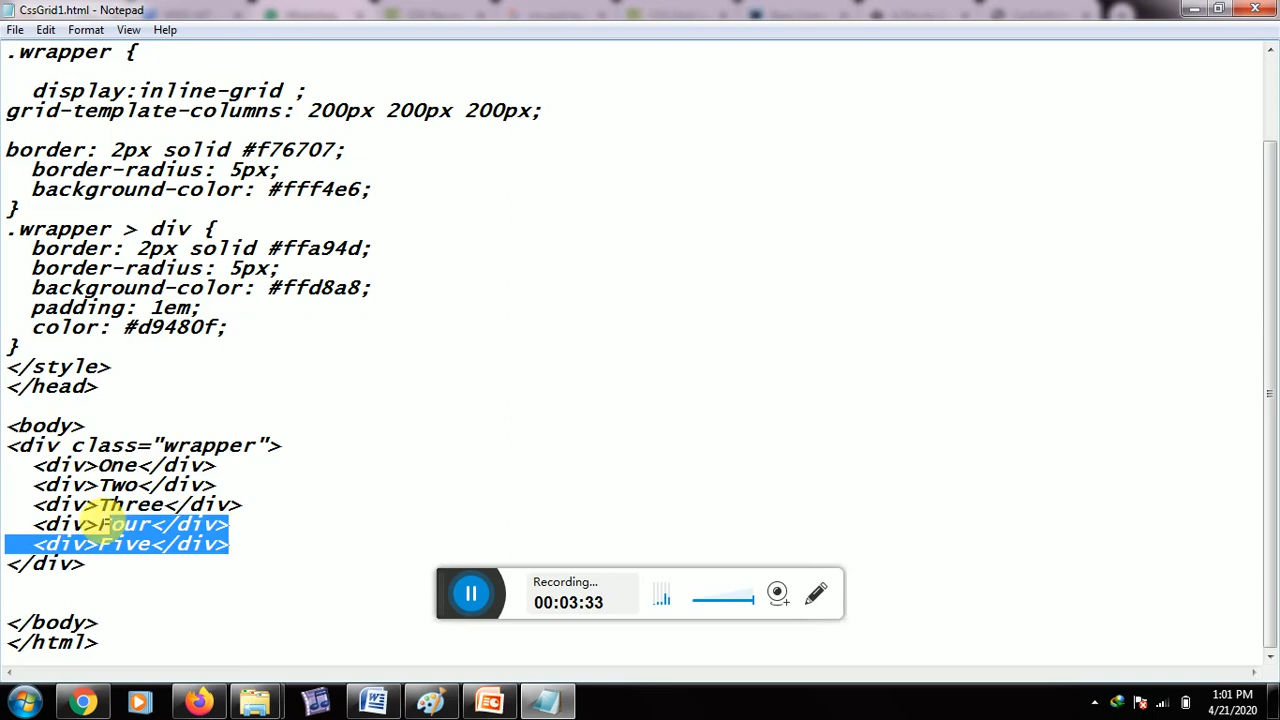 CssGrid1.html - Notepad
File Edit Format View Help
.wrapper {
display:inline-grid ;
grid-template-columns: 200px 200px 200px;
border: 2px solid #f76707;
border-radius: 5px;
background-color: #fff4e6;
}
.wrapper > div {
border: 2px solid #ffa94d;
border-radius: 5px;
background-color: #ffd8a8;
padding: 1em;
color: #d9480f;
}
</style>
</head>
<body>
<div class="wrapper">
<div>One</div>
<div>Two</div>
<div>Three</div>
<div>Four</div>
<div>Five</div>
</div>
</body>
</html>
Recording...
00:03:33
1:01 PM
4/21/2020